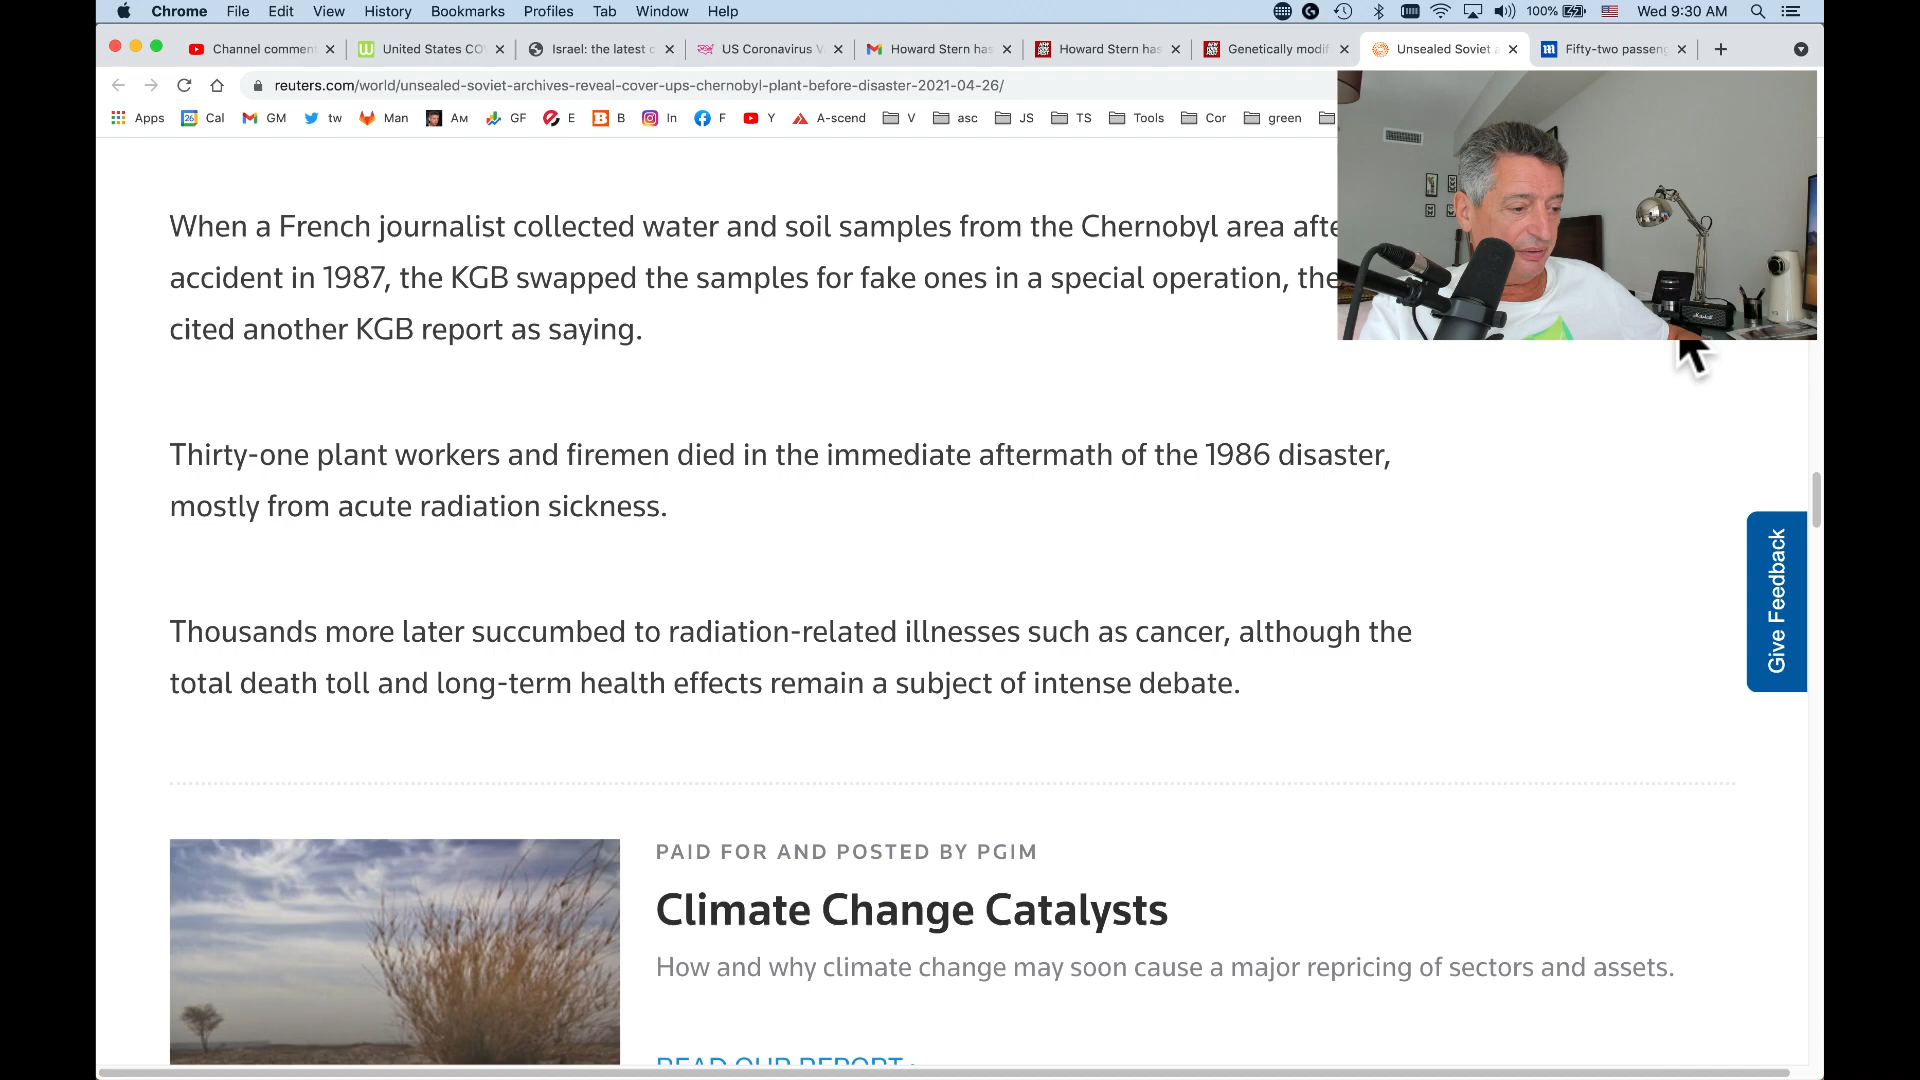 Chrome File Edit View History Bookmarks Profiles Tab Window Help 100% Wed 9:30 AM
Channel commen United States CO Israel: the latest US Coronavirus V Howard Stern has Howard Stern has Genetically modif Unsealed Soviet a Fifty-two passeng
reuters.com/world/unsealed-soviet-archives-reveal-cover-ups-chernobyl-plant-before-disaster-2021-04-26/
Apps 26 Cal GM tw Man AM GF E B In F Y A-scend V asc JS TS Tools Cor green
When a French journalist collected water and soil samples from the Chernobyl area afte
accident in 1987, the KGB swapped the samples for fake ones in a special operation, the
cited another KGB report as saying.
Thirty-one plant workers and firemen died in the immediate aftermath of the 1986 disaster,
mostly from acute radiation sickness.
Thousands more later succumbed to radiation-related illnesses such as cancer, although the
total death toll and long-term health effects remain a subject of intense debate.
Give Feedback
PAID FOR AND POSTED BY PGIM
Climate Change Catalysts
How and why climate change may soon cause a major repricing of sectors and assets.
READ OUR REPORT
Marshall